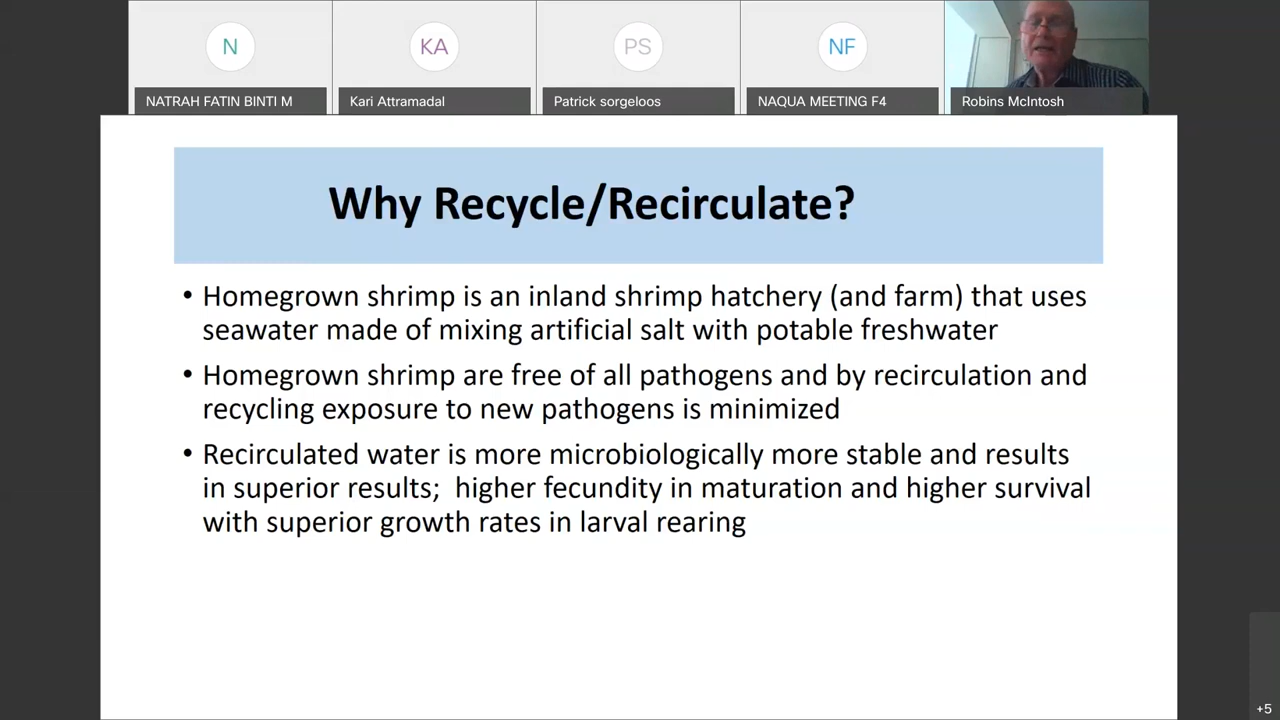 N
KA
PS
NF
NATRAH FATIN BINTI M
Kari Attramadal
Patrick sorgeloos
NAQUA MEETING F4
Robins McIntosh
Why Recycle/Recirculate?
• Homegrown shrimp is an inland shrimp hatchery (and farm) that uses
seawater made of mixing artificial salt with potable freshwater
• Homegrown shrimp are free of all pathogens and by recirculation and
recycling exposure to new pathogens is minimized
• Recirculated water is more microbiologically more stable and results
in superior results;  higher fecundity in maturation and higher survival
with superior growth rates in larval rearing
+5